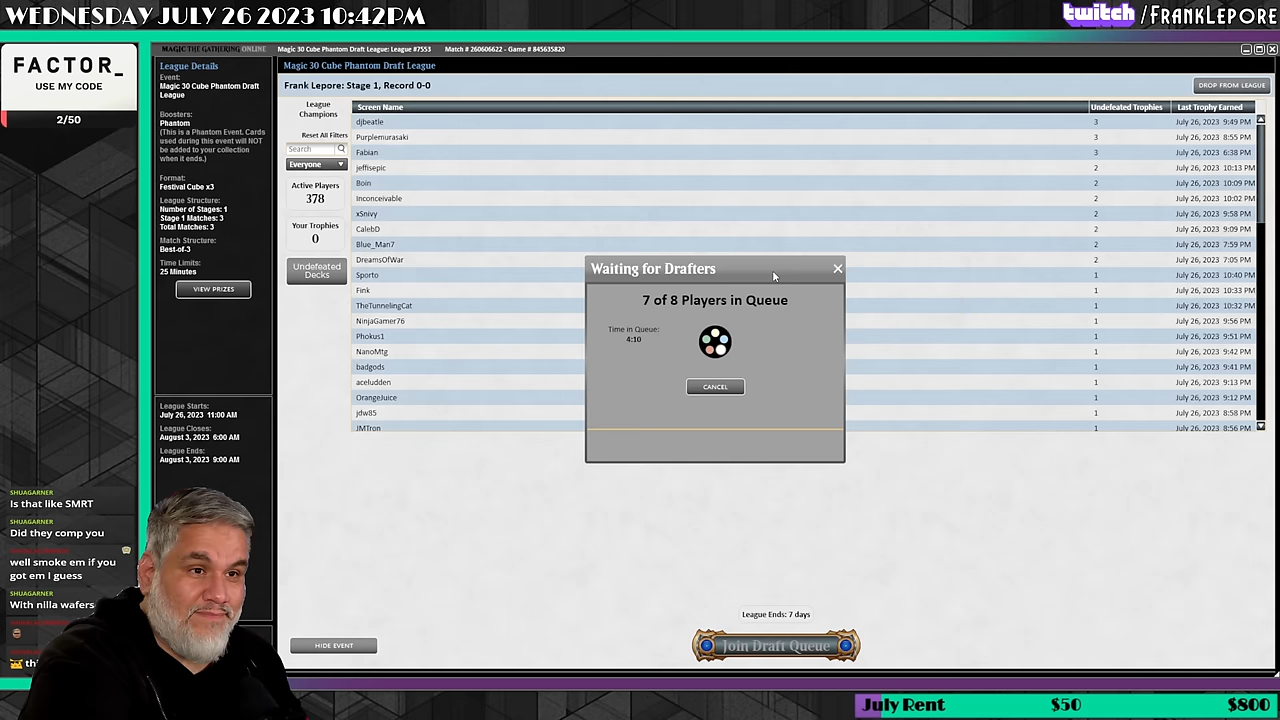 WEDNESDAY JULY 26 2023 10:42PM
twitch /FRANKLEPORE
FACTOR_
USE MY CODE
2/50
MAGIC THE GATHERING ONLINE
Magic 30 Cube Phantom Draft League: League #7553
Match # 260606622 - Game # 845635820
League Details
Event:
Magic 30 Cube Phantom Draft
League
Boosters:
Phantom
(This is a Phantom Event. Cards
used during this event will NOT
be added to your collection
when it ends.)
Format:
Festival Cube x3
League Structure:
Number of Stages: 1
Stage 1 Matches: 3
Total Matches: 3
Match Structure:
Best-of-3
Time Limits:
25 Minutes
VIEW PRIZES
League Starts:
July 26, 2023 11:00 AM
League Closes:
August 3, 2023 6:00 AM
League Ends:
August 3, 2023 9:00 AM
Magic 30 Cube Phantom Draft League
Frank Lepore: Stage 1, Record 0-0
DROP FROM LEAGUE
League
Champions
Reset All Filters
Search
Everyone
Active Players
378
Your Trophies
0
Undefeated
Decks
Screen Name Undefeated Trophies Last Trophy Earned
djbeatle 3 July 26, 2023 9:49 PM
Purplemurasaki 3 July 26, 2023 8:55 PM
Fabian 3 July 26, 2023 6:38 PM
jeffisepic 2 July 26, 2023 10:13 PM
Boin 2 July 26, 2023 10:09 PM
Inconceivable 2 July 26, 2023 10:02 PM
xSnivy 2 July 26, 2023 9:58 PM
CalebD 2 July 26, 2023 9:09 PM
Blue_Man7 2 July 26, 2023 7:59 PM
DreamsOfWar 2 July 26, 2023 7:05 PM
Sporto 1 July 26, 2023 10:40 PM
Fink 1 July 26, 2023 10:33 PM
TheTunnelingCat 1 July 26, 2023 10:32 PM
NinjaGamer76 1 July 26, 2023 9:56 PM
Phokus1 1 July 26, 2023 9:51 PM
NanoMtg 1 July 26, 2023 9:42 PM
badgods 1 July 26, 2023 9:41 PM
aceludden 1 July 26, 2023 9:13 PM
OrangeJuice 1 July 26, 2023 9:12 PM
jdw85 1 July 26, 2023 8:58 PM
JMTron 1 July 26, 2023 8:56 PM
Waiting for Drafters
7 of 8 Players in Queue
Time in Queue:
4:10
CANCEL
League Ends: 7 days
HIDE EVENT
Join Draft Queue
SHUAGARNER
Is that like SMRT
SHUAGARNER
Did they comp you
well smoke em if you
got em I guess
SHUAGARNER
With nilla wafers
July Rent $50 $800